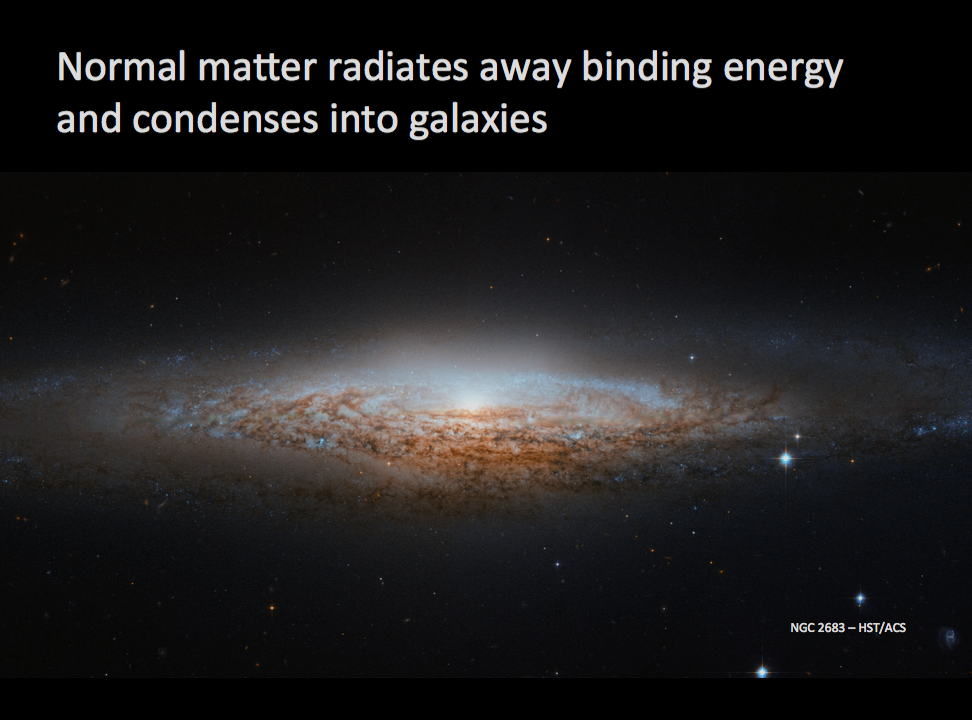 Normal matter radiates away binding energy
and condenses into galaxies
NGC 2683 – HST/ACS